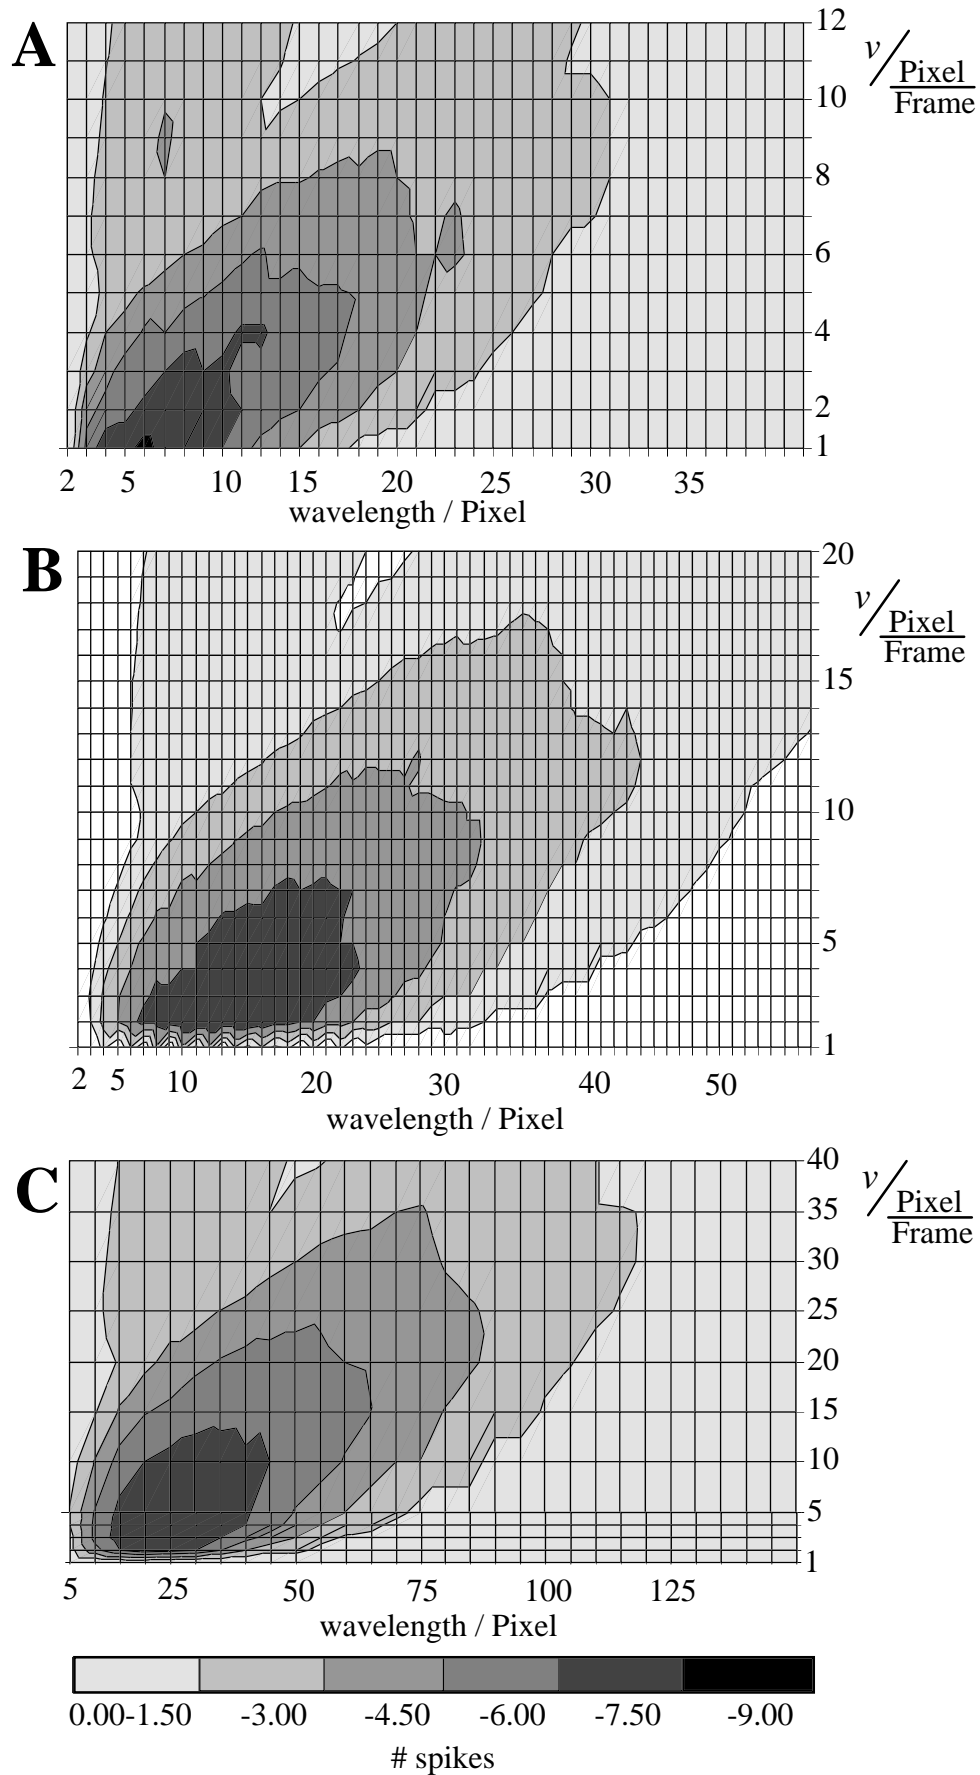 A
12
10
8
6
4
2
1
v/ Pixel
Frame
2 5 10 15 20 25 30 35
wavelength / Pixel
B
20
15
10
5
1
v/ Pixel
Frame
2 5 10 20 30 40 50
wavelength / Pixel
C
40
35
30
25
20
15
10
5
1
v/ Pixel
Frame
5 25 50 75 100 125
wavelength / Pixel
0.00-1.50 -3.00 -4.50 -6.00 -7.50 -9.00
# spikes